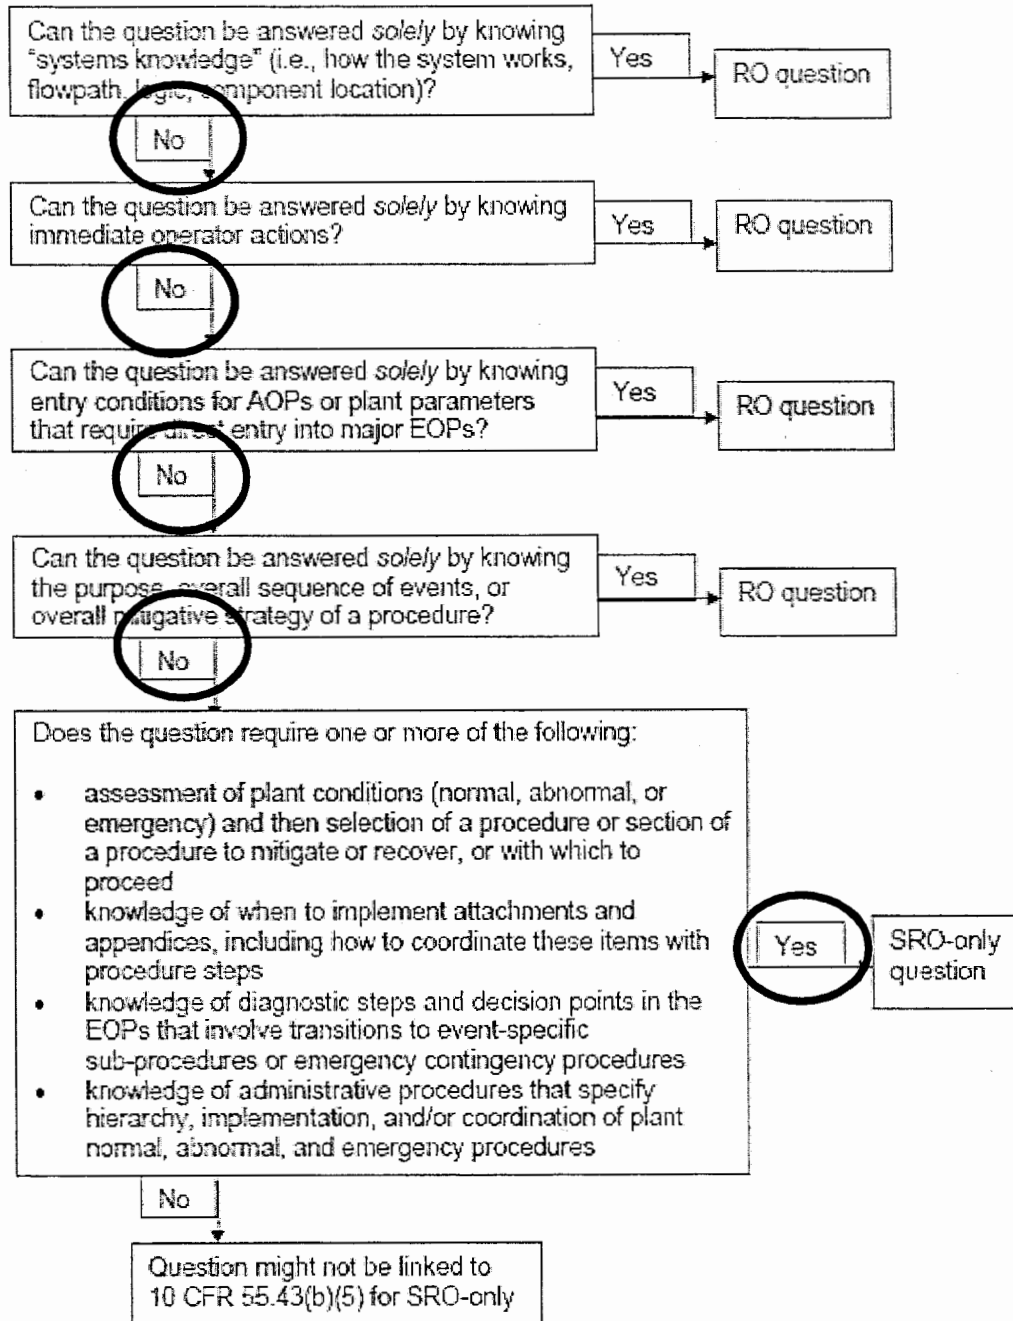 Can the question be answered solely by knowing
"systems knowledge" (i.e., how the system works,
flowpath, logic, component location)?
Yes
RO question
No
Can the question be answered solely by knowing
immediate operator actions?
Yes
RO question
No
Can the question be answered solely by knowing
entry conditions for AOPs or plant parameters
that require direct entry into major EOPs?
Yes
RO question
No
Can the question be answered solely by knowing
the purpose, overall sequence of events, or
overall mitigative strategy of a procedure?
Yes
RO question
No
Does the question require one or more of the following:
• assessment of plant conditions (normal, abnormal, or
emergency) and then selection of a procedure or section of
a procedure to mitigate or recover, or with which to
proceed
• knowledge of when to implement attachments and
appendices, including how to coordinate these items with
procedure steps
• knowledge of diagnostic steps and decision points in the
EOPs that involve transitions to event-specific
sub-procedures or emergency contingency procedures
• knowledge of administrative procedures that specify
hierarchy, implementation, and/or coordination of plant
normal, abnormal, and emergency procedures
Yes
SRO-only
question
No
Question might not be linked to
10 CFR 55.43(b)(5) for SRO-only